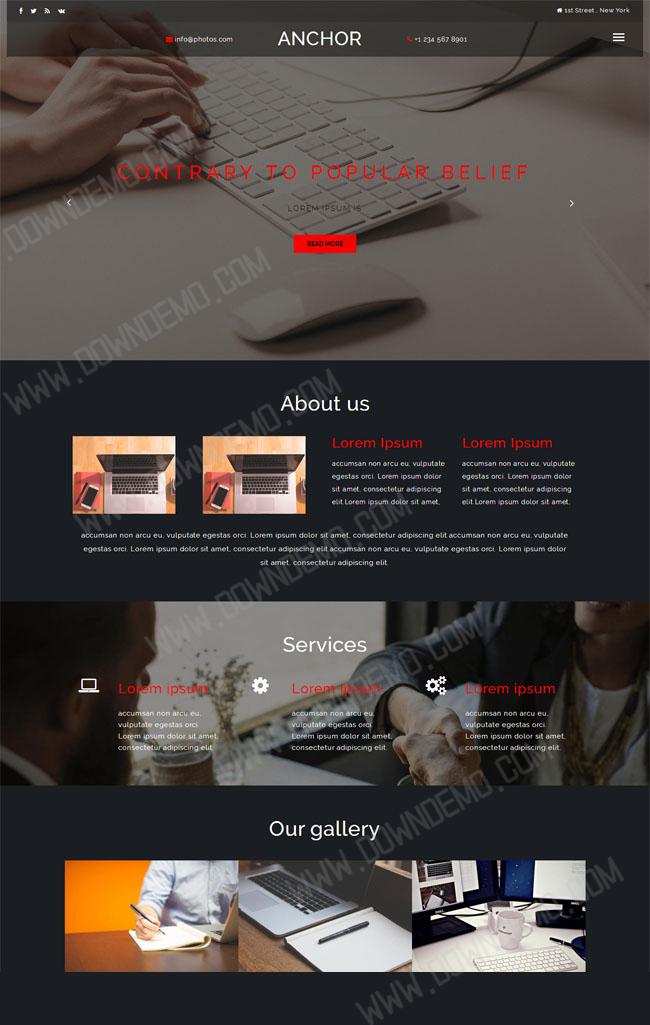 1st Street , New York
info@photos.com
ANCHOR
+1 234 567 8901
CONTRARY TO POPULAR BELIEF
LOREM IPSUM IS
READ MORE
About us
Lorem Ipsum
accumsan non arcu eu, vulputate
egestas orci. Lorem ipsum dolor
sit amet, consectetur adipiscing
elit.Lorem ipsum dolor sit amet,
Lorem Ipsum
accumsan non arcu eu, vulputate
egestas orci. Lorem ipsum dolor
sit amet, consectetur adipiscing
elit.Lorem ipsum dolor sit amet,
accumsan non arcu eu, vulputate egestas orci. Lorem ipsum dolor sit amet, consectetur adipiscing elit.accumsan non arcu eu, vulputate
egestas orci. Lorem ipsum dolor sit amet, consectetur adipiscing elit.accumsan non arcu eu, vulputate egestas orci. Lorem ipsum dolor
sit amet, consectetur adipiscing elit.
Services
Lorem ipsum
accumsan non arcu eu,
vulputate egestas orci.
Lorem ipsum dolor sit amet,
consectetur adipiscing elit.
Lorem ipsum
accumsan non arcu eu,
vulputate egestas orci.
Lorem ipsum dolor sit amet,
consectetur adipiscing elit.
Lorem ipsum
accumsan non arcu eu,
vulputate egestas orci.
Lorem ipsum dolor sit amet,
consectetur adipiscing elit.
Our gallery
WWW.DOWNDEMO.COM